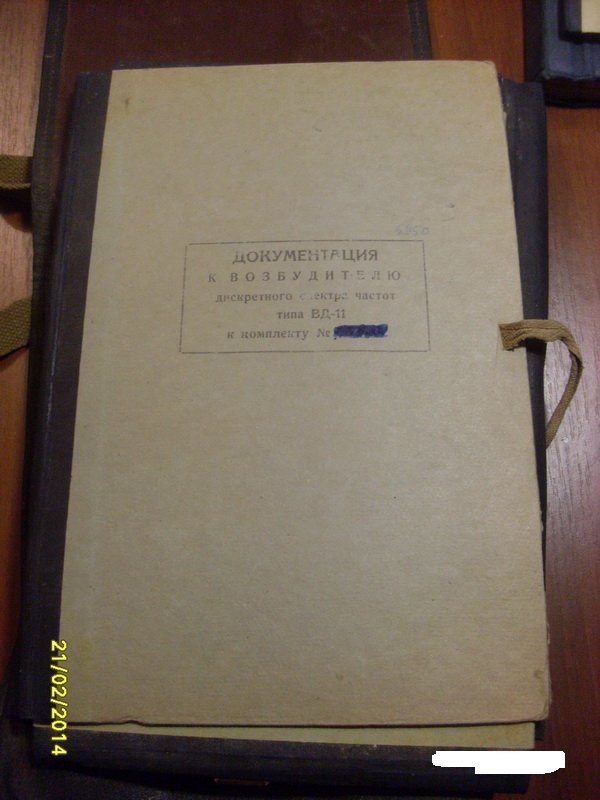 ДОКУМЕНТАЦИЯ
К ВОЗБУДИТЕЛЮ
дискретного спектра частот
типа ВД-11
к комплекту №
21/02/2014